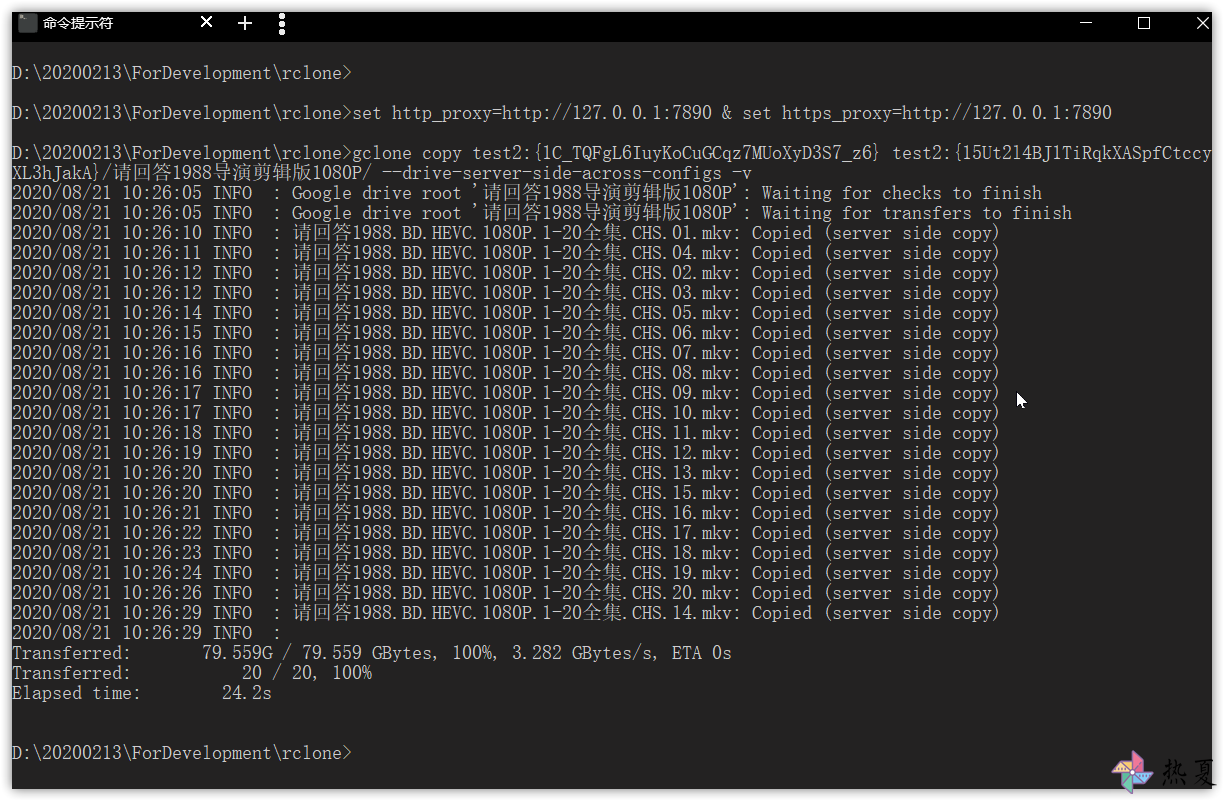 命令提示符
D:\20200213\ForDevelopment\rclone>
D:\20200213\ForDevelopment\rclone>set http_proxy=http://127.0.0.1:7890 & set https_proxy=http://127.0.0.1:7890
D:\20200213\ForDevelopment\rclone>gclone copy test2:{1C_TQFgL6IuyKoCuGCqz7MUoXyD3S7_z6} test2:{15Ut2l4BJ1TiRqkXASpfCtccy
XL3hJakA}/请回答1988导演剪辑版1080P/ --drive-server-side-across-configs -v
2020/08/21 10:26:05 INFO  : Google drive root '请回答1988导演剪辑版1080P': Waiting for checks to finish
2020/08/21 10:26:05 INFO  : Google drive root '请回答1988导演剪辑版1080P': Waiting for transfers to finish
2020/08/21 10:26:10 INFO  : 请回答1988.BD.HEVC.1080P.1-20全集.CHS.01.mkv: Copied (server side copy)
2020/08/21 10:26:11 INFO  : 请回答1988.BD.HEVC.1080P.1-20全集.CHS.04.mkv: Copied (server side copy)
2020/08/21 10:26:12 INFO  : 请回答1988.BD.HEVC.1080P.1-20全集.CHS.02.mkv: Copied (server side copy)
2020/08/21 10:26:12 INFO  : 请回答1988.BD.HEVC.1080P.1-20全集.CHS.03.mkv: Copied (server side copy)
2020/08/21 10:26:14 INFO  : 请回答1988.BD.HEVC.1080P.1-20全集.CHS.05.mkv: Copied (server side copy)
2020/08/21 10:26:15 INFO  : 请回答1988.BD.HEVC.1080P.1-20全集.CHS.06.mkv: Copied (server side copy)
2020/08/21 10:26:16 INFO  : 请回答1988.BD.HEVC.1080P.1-20全集.CHS.07.mkv: Copied (server side copy)
2020/08/21 10:26:16 INFO  : 请回答1988.BD.HEVC.1080P.1-20全集.CHS.08.mkv: Copied (server side copy)
2020/08/21 10:26:17 INFO  : 请回答1988.BD.HEVC.1080P.1-20全集.CHS.09.mkv: Copied (server side copy)
2020/08/21 10:26:17 INFO  : 请回答1988.BD.HEVC.1080P.1-20全集.CHS.10.mkv: Copied (server side copy)
2020/08/21 10:26:18 INFO  : 请回答1988.BD.HEVC.1080P.1-20全集.CHS.11.mkv: Copied (server side copy)
2020/08/21 10:26:19 INFO  : 请回答1988.BD.HEVC.1080P.1-20全集.CHS.12.mkv: Copied (server side copy)
2020/08/21 10:26:20 INFO  : 请回答1988.BD.HEVC.1080P.1-20全集.CHS.13.mkv: Copied (server side copy)
2020/08/21 10:26:20 INFO  : 请回答1988.BD.HEVC.1080P.1-20全集.CHS.15.mkv: Copied (server side copy)
2020/08/21 10:26:21 INFO  : 请回答1988.BD.HEVC.1080P.1-20全集.CHS.16.mkv: Copied (server side copy)
2020/08/21 10:26:22 INFO  : 请回答1988.BD.HEVC.1080P.1-20全集.CHS.17.mkv: Copied (server side copy)
2020/08/21 10:26:23 INFO  : 请回答1988.BD.HEVC.1080P.1-20全集.CHS.18.mkv: Copied (server side copy)
2020/08/21 10:26:24 INFO  : 请回答1988.BD.HEVC.1080P.1-20全集.CHS.19.mkv: Copied (server side copy)
2020/08/21 10:26:26 INFO  : 请回答1988.BD.HEVC.1080P.1-20全集.CHS.20.mkv: Copied (server side copy)
2020/08/21 10:26:29 INFO  : 请回答1988.BD.HEVC.1080P.1-20全集.CHS.14.mkv: Copied (server side copy)
2020/08/21 10:26:29 INFO  :
Transferred:       79.559G / 79.559 GBytes, 100%, 3.282 GBytes/s, ETA 0s
Transferred:           20 / 20, 100%
Elapsed time:        24.2s
D:\20200213\ForDevelopment\rclone>
热夏